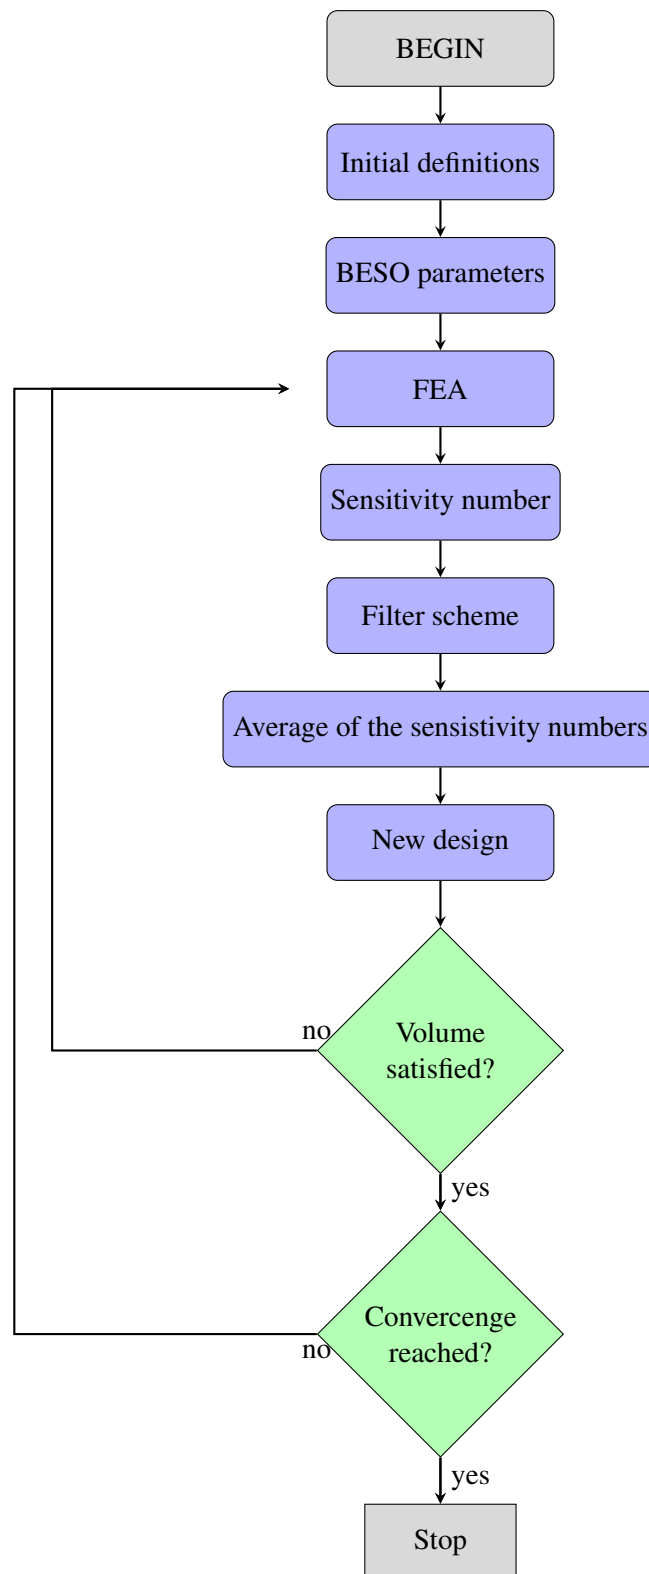 BEGIN
Initial definitions
BESO parameters
FEA
Sensitivity number
Filter scheme
Average of the sensistivity numbers
New design
no
Volume
satisfied?
yes
Convercenge
reached?
no
yes
Stop